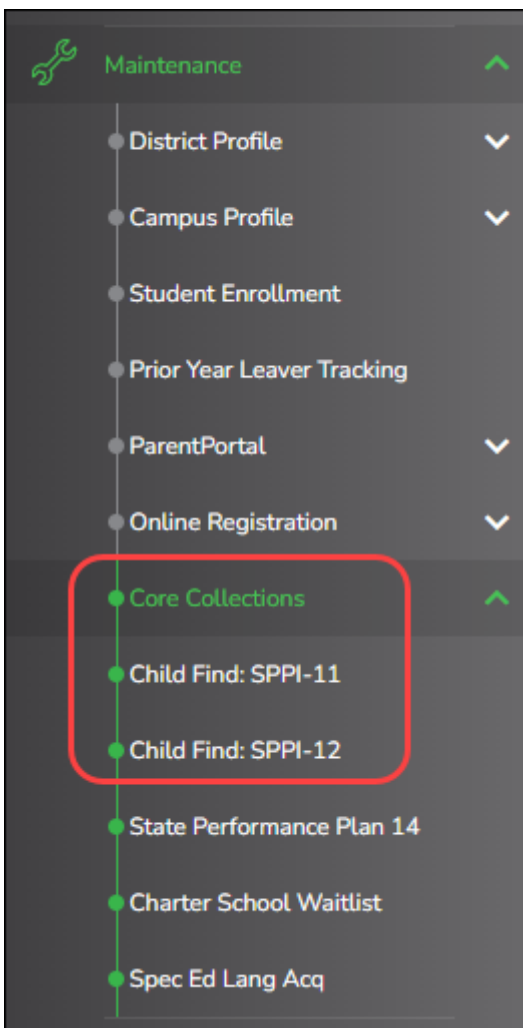 Maintenance
District Profile
Campus Profile
Student Enrollment
Prior Year Leaver Tracking
ParentPortal
Online Registration
Core Collections
Child Find: SPPI-11
Child Find: SPPI-12
State Performance Plan 14
Charter School Waitlist
Spec Ed Lang Acq